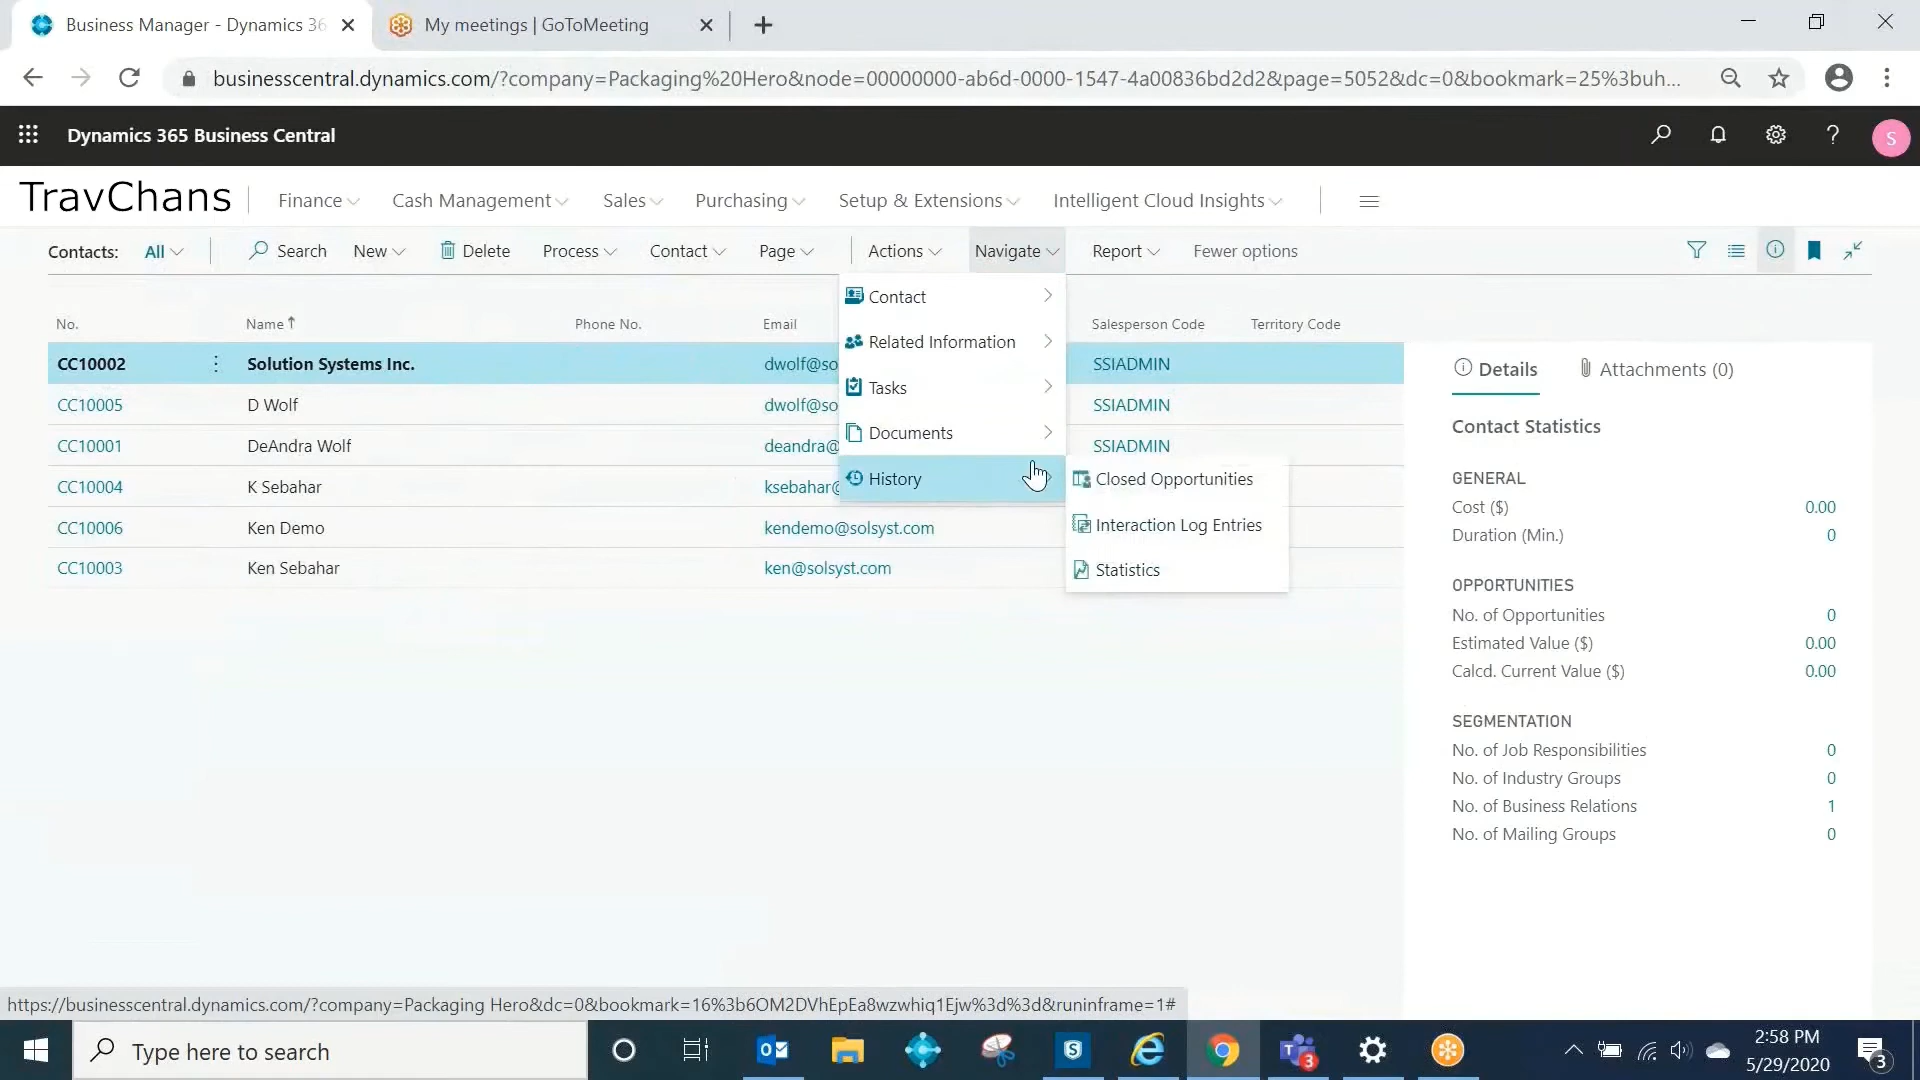 Business Manager - Dynamics 36
My meetings | GoToMeeting
businesscentral.dynamics.com/?company=Packaging%20Hero&node=00000000-ab6d-0000-1547-4a00836bd2d2&page=5052&dc=0&bookmark=25%3buh...
Dynamics 365 Business Central
S
TravChans
Finance
Cash Management
Sales
Purchasing
Setup & Extensions
Intelligent Cloud Insights
Contacts: All
Search
New
Delete
Process
Contact
Page
Actions
Navigate
Report
Fewer options
No. Name↑ Phone No. Email Salesperson Code Territory Code
CC10002 Solution Systems Inc. dwolf@so SSIADMIN
CC10005 D Wolf dwolf@so SSIADMIN
CC10001 DeAndra Wolf deandra@ SSIADMIN
CC10004 K Sebahar ksebahar@
CC10006 Ken Demo kendemo@solsyst.com
CC10003 Ken Sebahar ken@solsyst.com
Contact
Related Information
Tasks
Documents
History
Closed Opportunities
Interaction Log Entries
Statistics
Details
Attachments (0)
Contact Statistics
GENERAL
Cost ($) 0.00
Duration (Min.) 0
OPPORTUNITIES
No. of Opportunities 0
Estimated Value ($) 0.00
Calcd. Current Value ($) 0.00
SEGMENTATION
No. of Job Responsibilities 0
No. of Industry Groups 0
No. of Business Relations 1
No. of Mailing Groups 0
https://businesscentral.dynamics.com/?company=Packaging Hero&dc=0&bookmark=16%3b6OM2DVhEpEa8wzwhiq1Ejw%3d%3d&runinframe=1#
Type here to search
3
2:58 PM
5/29/2020
3